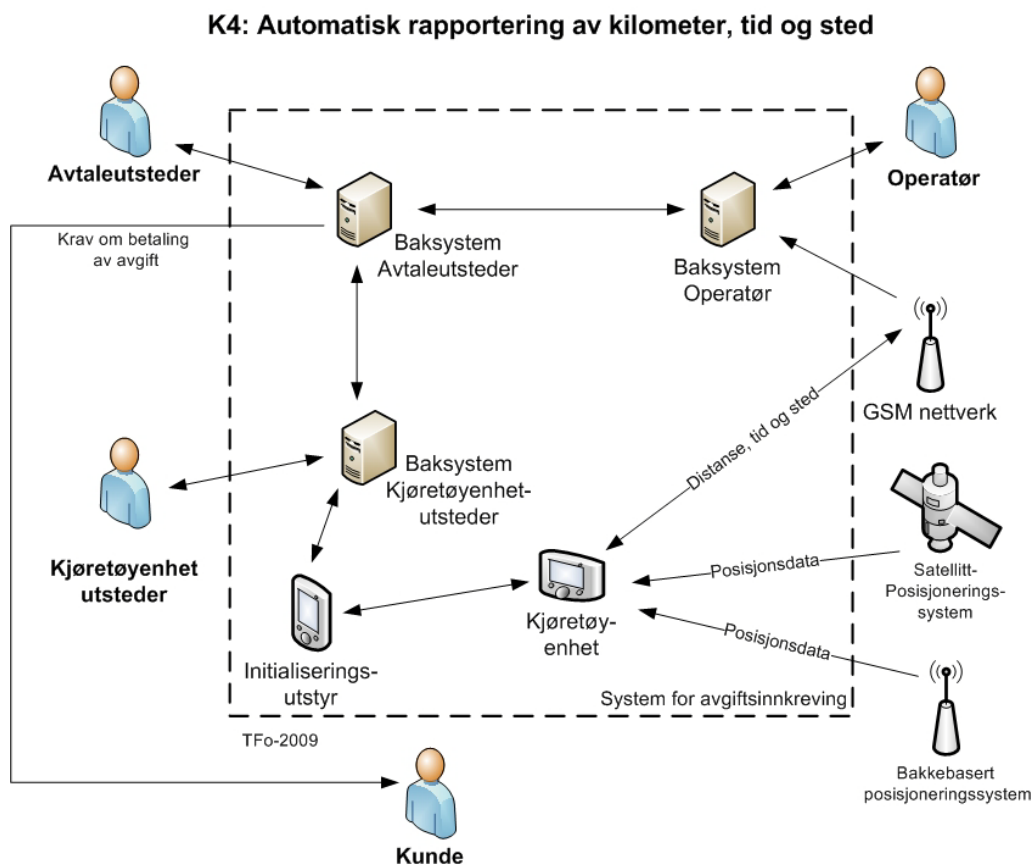 K4: Automatisk rapportering av kilometer, tid og sted
Avtaleutsteder
Operatør
Krav om betaling
av avgift
Baksystem
Avtaleutsteder
Baksystem
Operatør
GSM nettverk
Distanse, tid og sted
Baksystem
Kjøretøyenhet-
utsteder
Kjøretøyenhet
utsteder
Posisjonsdata
Satellitt-
Posisjonerings-
system
Kjøretøy-
enhet
Posisjonsdata
Initialiserings-
utstyr
System for avgiftsinnkreving
TFo-2009
Bakkebasert
posisjoneringssystem
Kunde